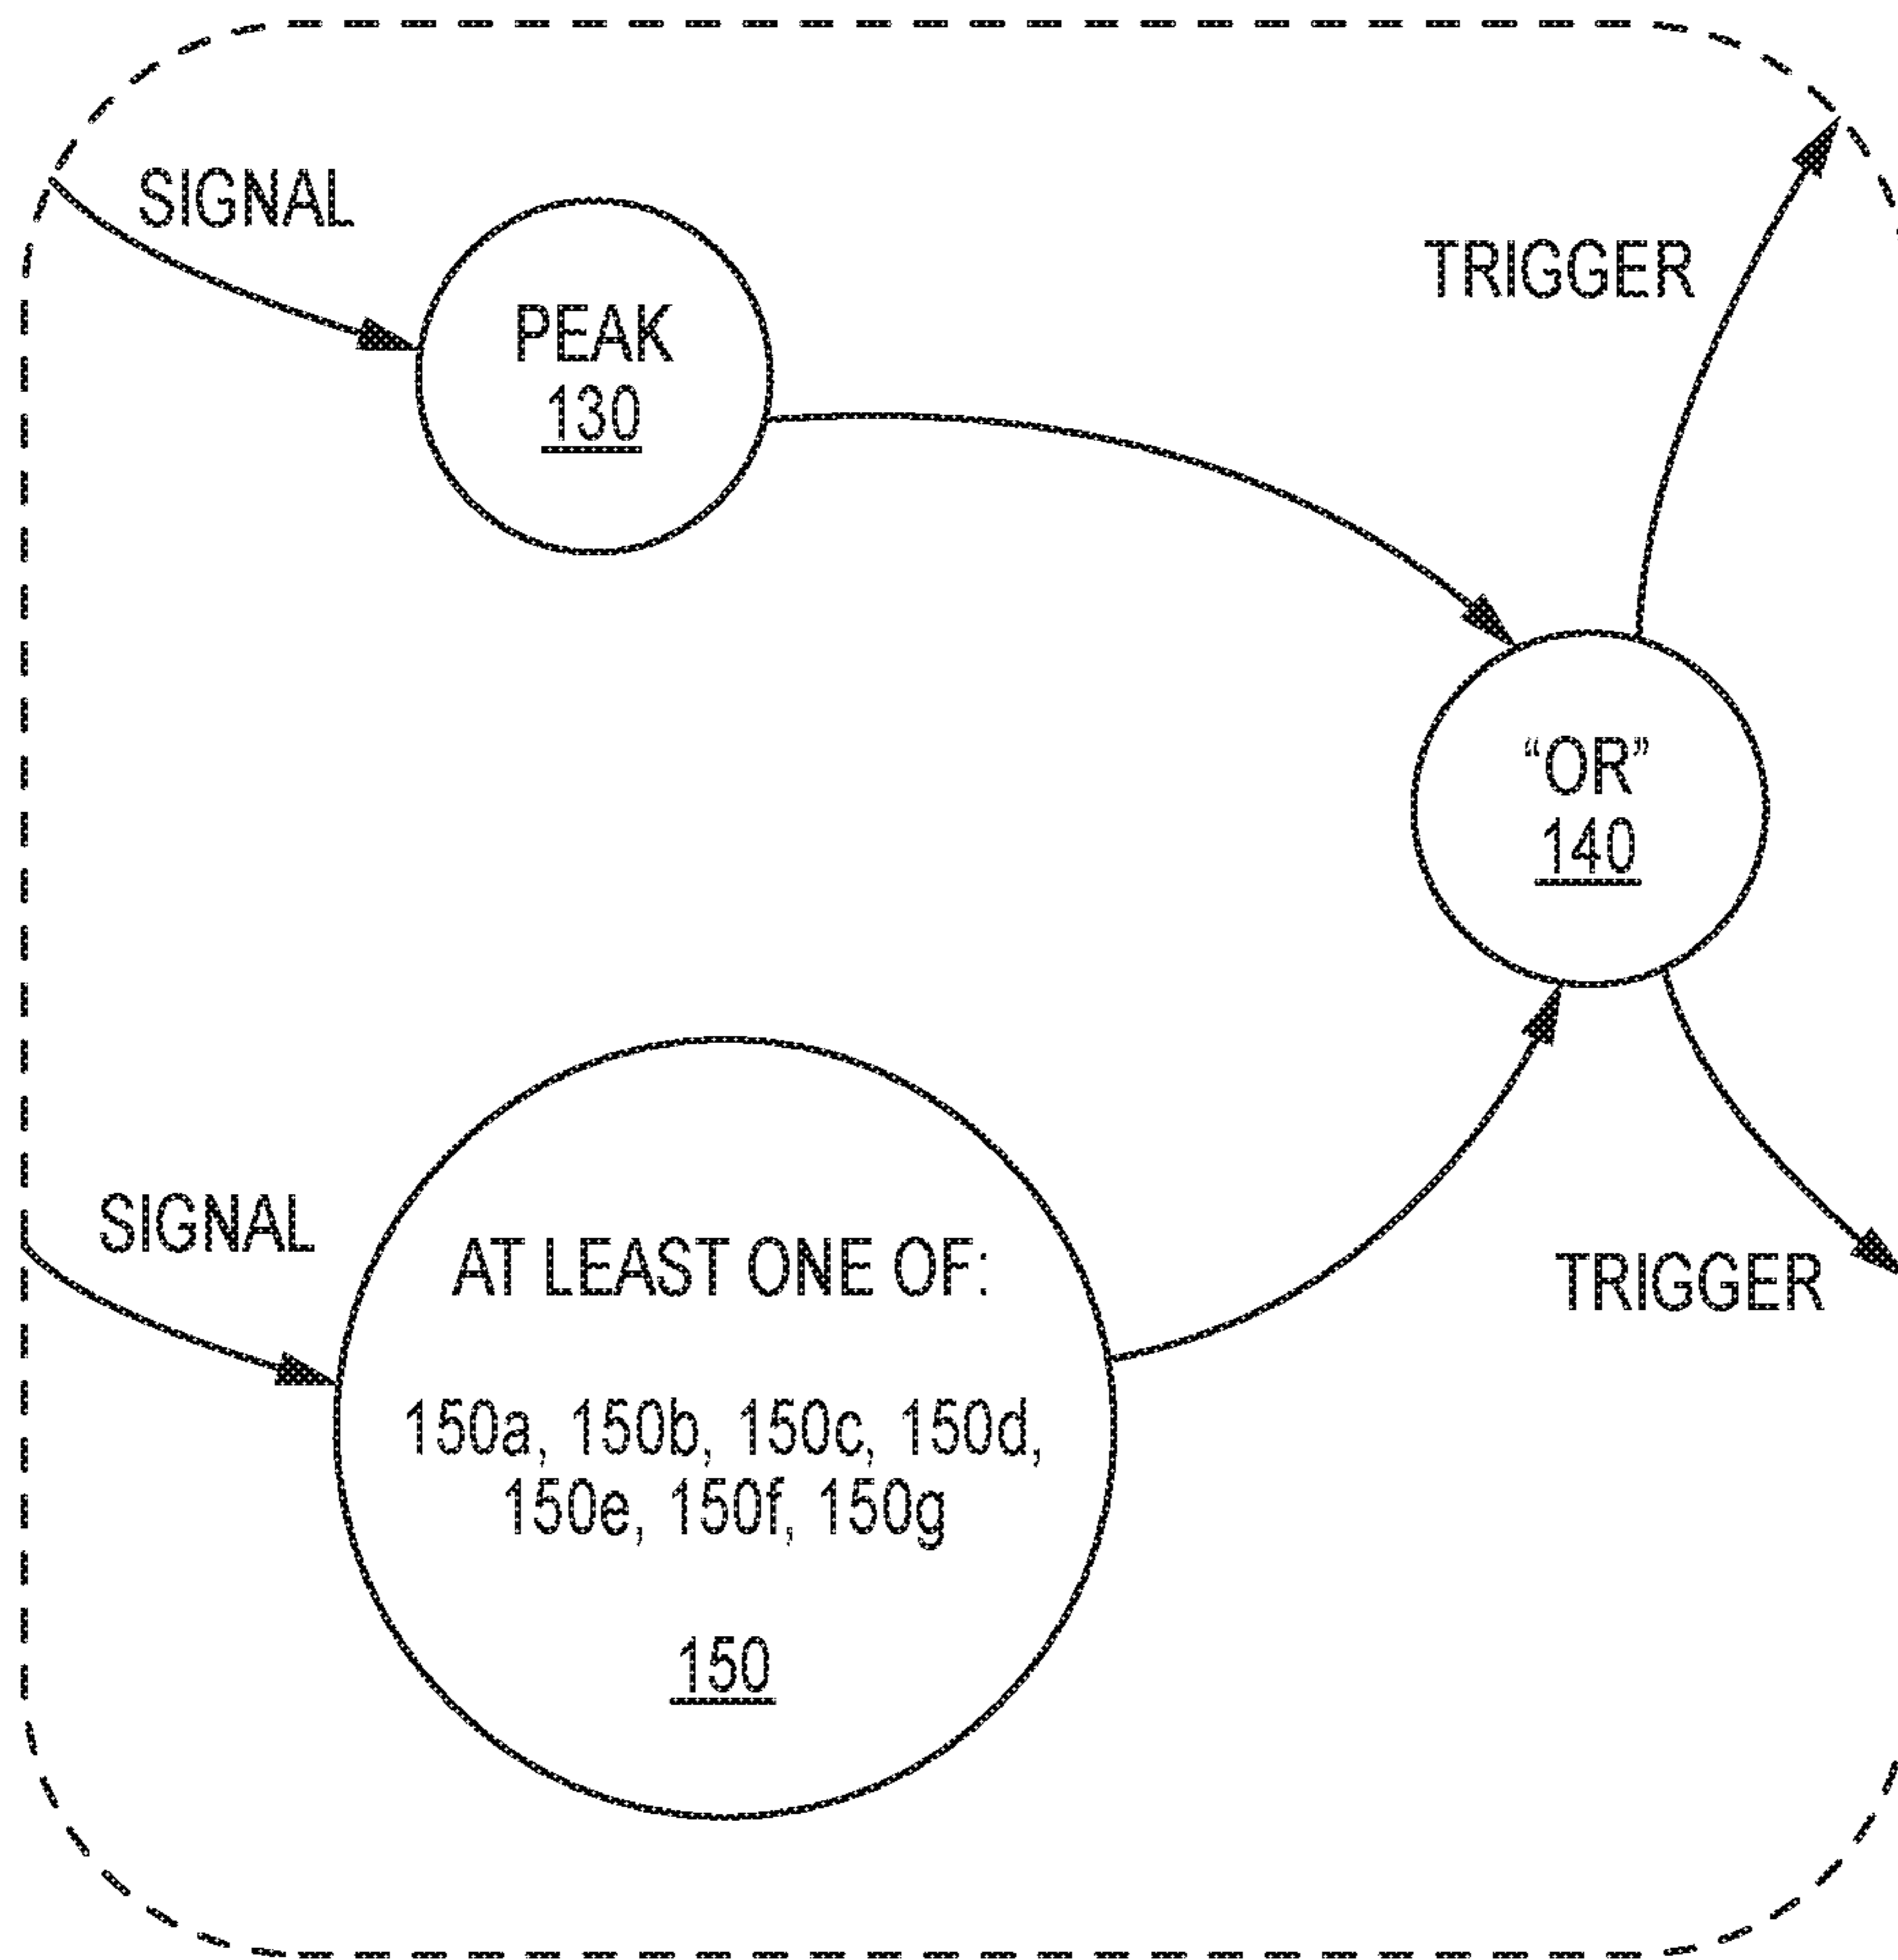 SIGNAL
PEAK
130
TRIGGER
“OR”
140
SIGNAL
AT LEAST ONE OF:
150a, 150b, 150c, 150d,
150e, 150f, 150g
150
TRIGGER